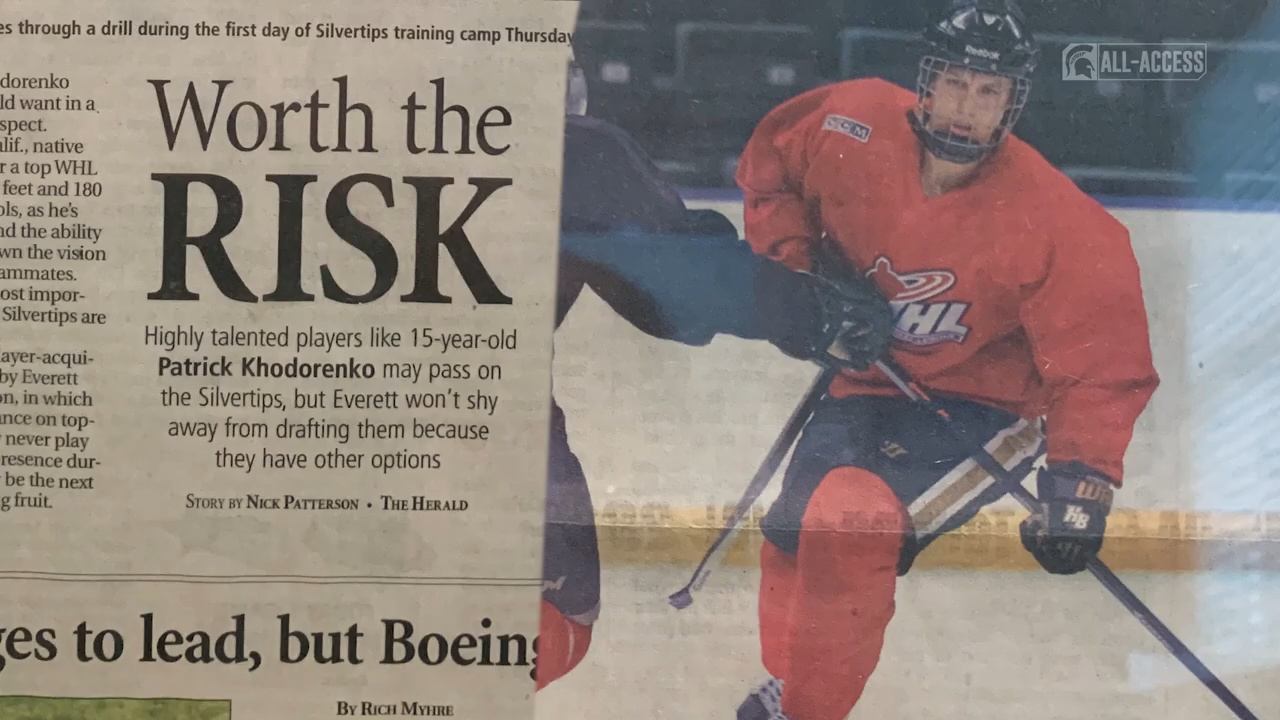 es through a drill during the first day of Silvertips training camp Thursday
dorenko
ld want in a
spect.
alif., native
r a top WHL
feet and 180
ols, as he's
nd the ability
wn the vision
ammates.
ost impor-
Silvertips are
ayer-acqui-
by Everett
on, in which
ance on top-
never play
resence dur-
be the next
g fruit.
Worth the
RISK
Highly talented players like 15-year-old
Patrick Khodorenko may pass on
the Silvertips, but Everett won't shy
away from drafting them because
they have other options
STORY BY NICK PATTERSON • THE HERALD
ges to lead, but Boeing
BY RICH MYHRE
ALL-ACCESS
Reebok
CCM
WHL
HB